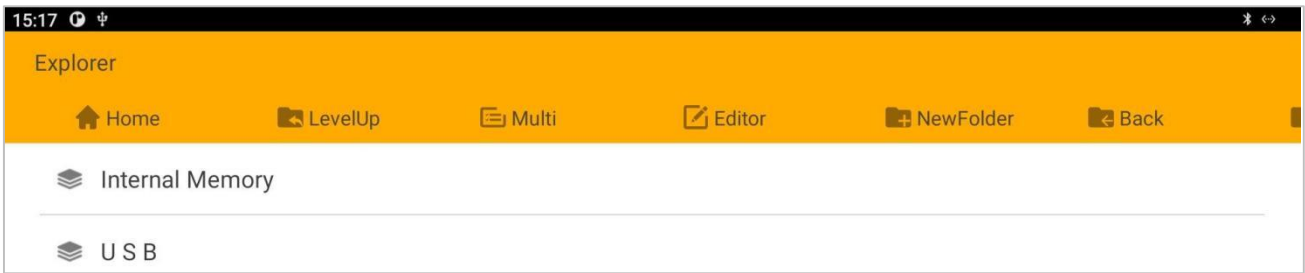 15:17
Explorer
Home LevelUp Multi Editor NewFolder Back
Internal Memory
U S B